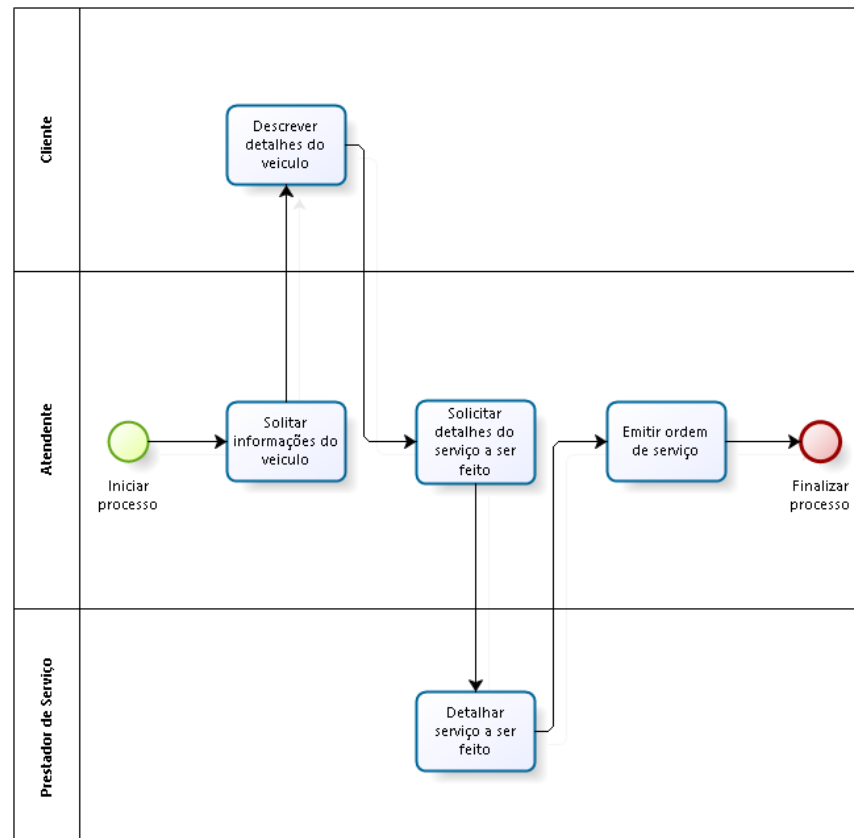 Cliente
Descrever
detalhes do
veiculo
Atendente
Iniciar
processo
Solitar
informações do
veiculo
Solicitar
detalhes do
serviço a ser
feito
Emitir ordem
de serviço
Finalizar
processo
Prestador de Serviço
Detalhar
serviço a ser
feito